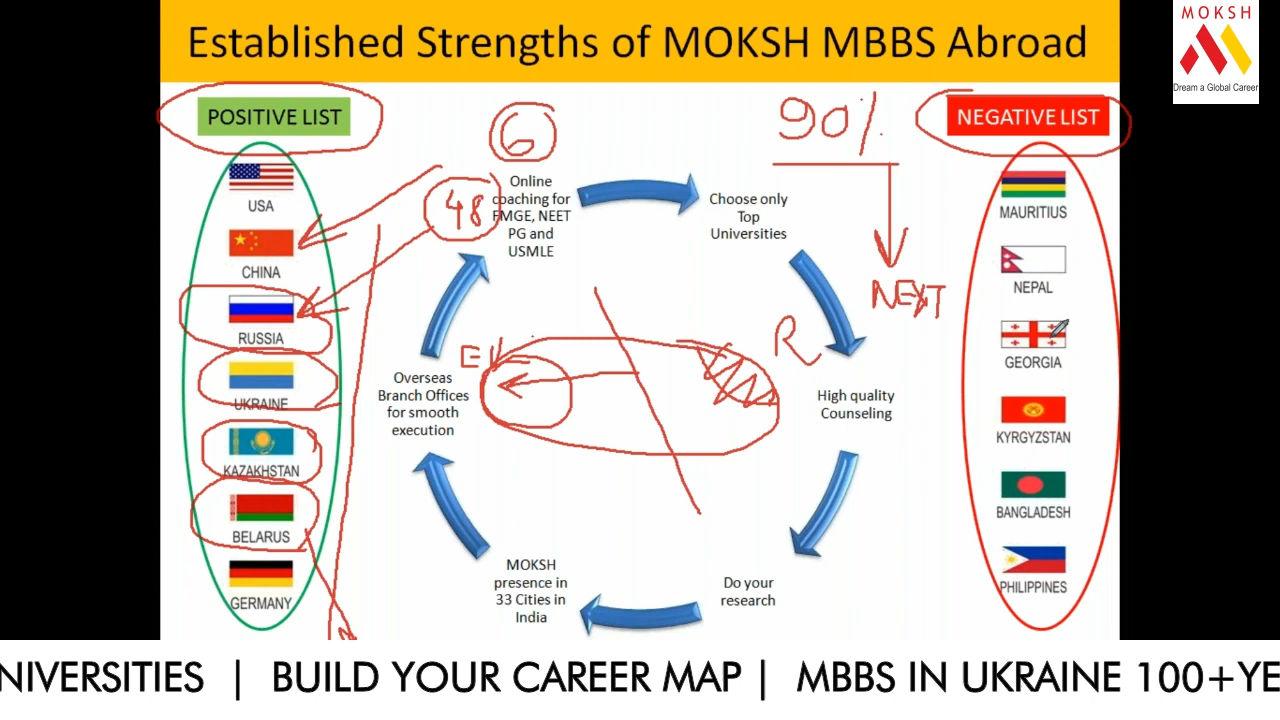 Established Strengths of MOKSH MBBS Abroad
MOKSH
Dream a Global Career
POSITIVE LIST
USA
CHINA
RUSSIA
UKRAINE
KAZAKHSTAN
BELARUS
GERMANY
6
48
90%
NEXT
R
Online
coaching for
FMGE, NEET
PG and
USMLE
Choose only
Top
Universities
High quality
Counseling
Do your
research
MOKSH
presence in
33 Cities in
India
Overseas
Branch Offices
for smooth
execution
NEGATIVE LIST
MAURITIUS
NEPAL
GEORGIA
KYRGYZSTAN
BANGLADESH
PHILIPPINES
NIVERSITIES | BUILD YOUR CAREER MAP | MBBS IN UKRAINE 100+YE